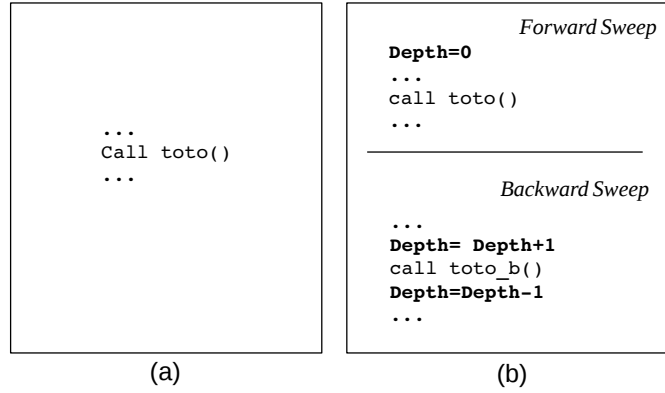 ...
Call toto()
...
(a)
Forward Sweep
Depth=0
...
call toto()
...
Backward Sweep
...
Depth= Depth+1
call toto_b()
Depth=Depth-1
...
(b)